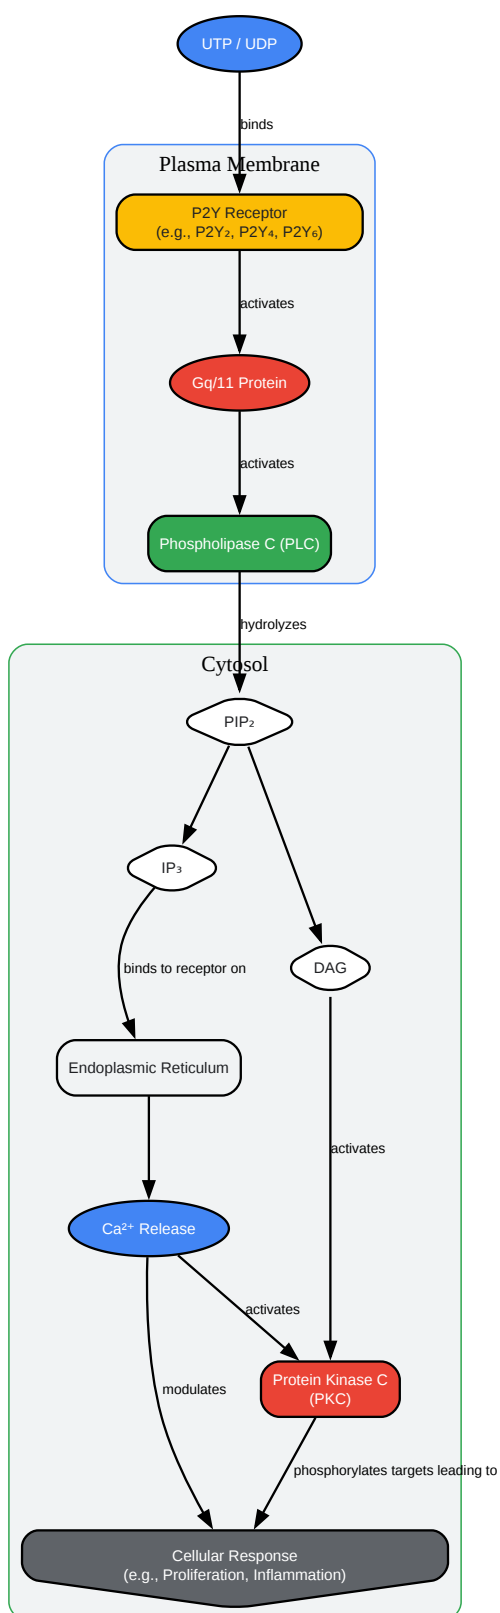 UTP / UDP
binds
Plasma Membrane
P2Y Receptor
(e.g., P2Y₂, P2Y₄, P2Y₆)
activates
Gq/11 Protein
activates
Phospholipase C (PLC)
hydrolyzes
Cytosol
PIP₂
IP₃
binds to receptor on
DAG
Endoplasmic Reticulum
activates
Ca²⁺ Release
activates
Protein Kinase C
(PKC)
modulates
phosphorylates targets leading to
Cellular Response
(e.g., Proliferation, Inflammation)